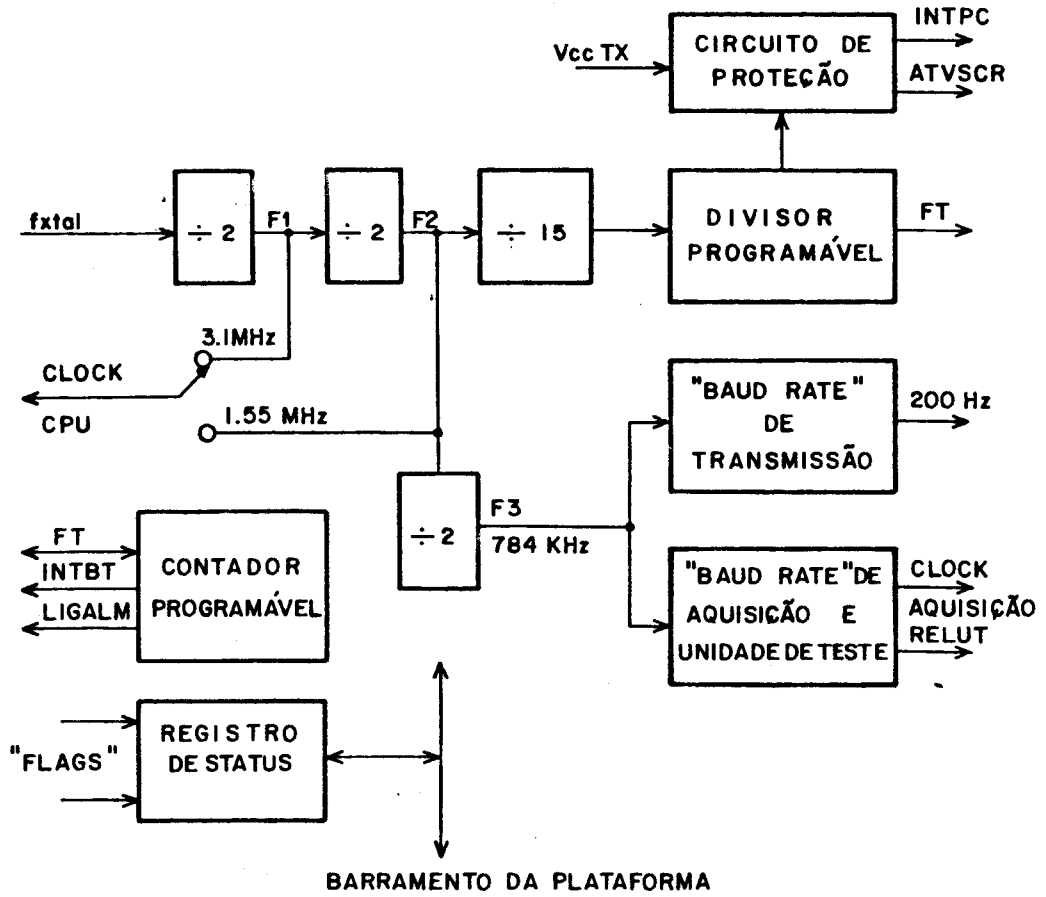 INTPC
Vcc TX
CIRCUITO DE
PROTEÇÃO
ATVSCR
fxtal
÷ 2
F1
÷ 2
F2
÷ 15
DIVISOR
PROGRAMÁVEL
FT
3.1MHz
CLOCK
CPU
1.55 MHz
"BAUD RATE"
DE
TRANSMISSÃO
200 Hz
÷ 2
F3
784 KHz
FT
INTBT
LIGALM
CONTADOR
PROGRAMÁVEL
"BAUD RATE" DE
AQUISIÇÃO E
UNIDADE DE TESTE
CLOCK
AQUISIÇÃO
RELUT
"FLAGS"
REGISTRO
DE STATUS
BARRAMENTO DA PLATAFORMA